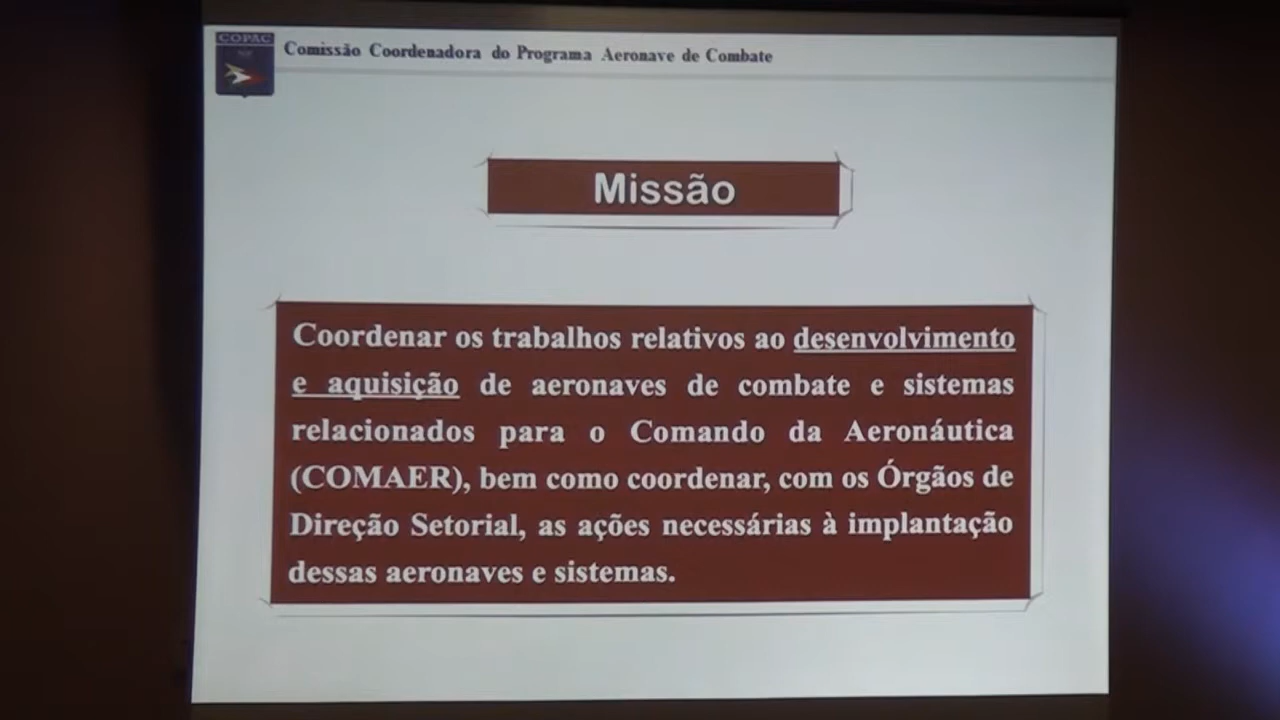 COPAC
Comissão Coordenadora do Programa Aeronave de Combate
Missão
Coordenar os trabalhos relativos ao desenvolvimento
e aquisição de aeronaves de combate e sistemas
relacionados para o Comando da Aeronáutica
(COMAER), bem como coordenar, com os Órgãos de
Direção Setorial, as ações necessárias à implantação
dessas aeronaves e sistemas.